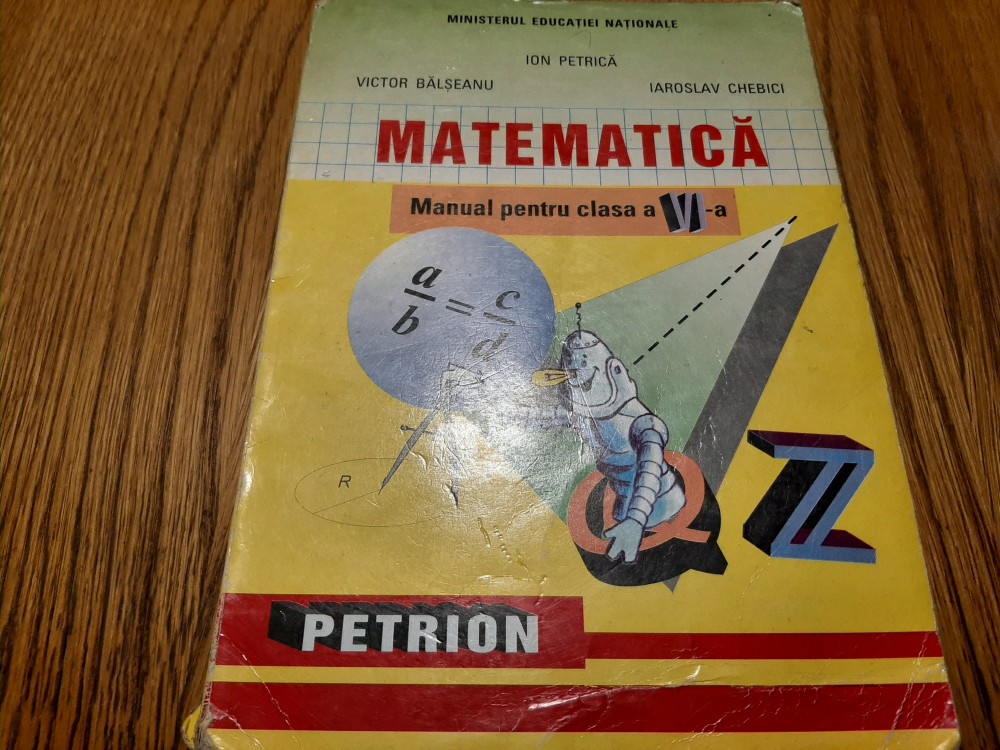 MINISTERUL EDUCAȚIEI NAȚIONALE
ION PETRICĂ
VICTOR BĂLȘEANU IAROSLAV CHEBICI
MATEMATICĂ
Manual pentru clasa a VI-a
a/b = c/d
R
Q
Z
PETRION